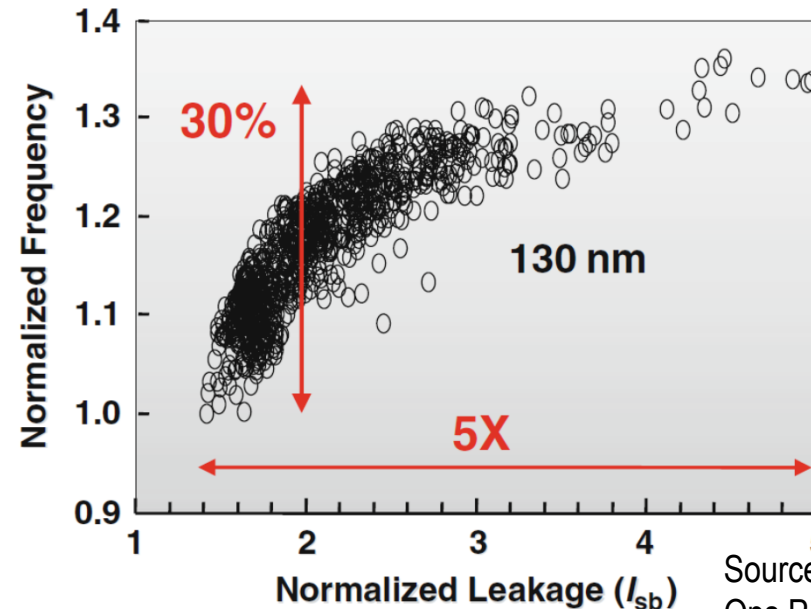 1.4
1.3
1.2
1.1
1.0
0.9
Normalized Frequency
30%
130 nm
5X
1 2 3 4
Normalized Leakage (Isb)
Source